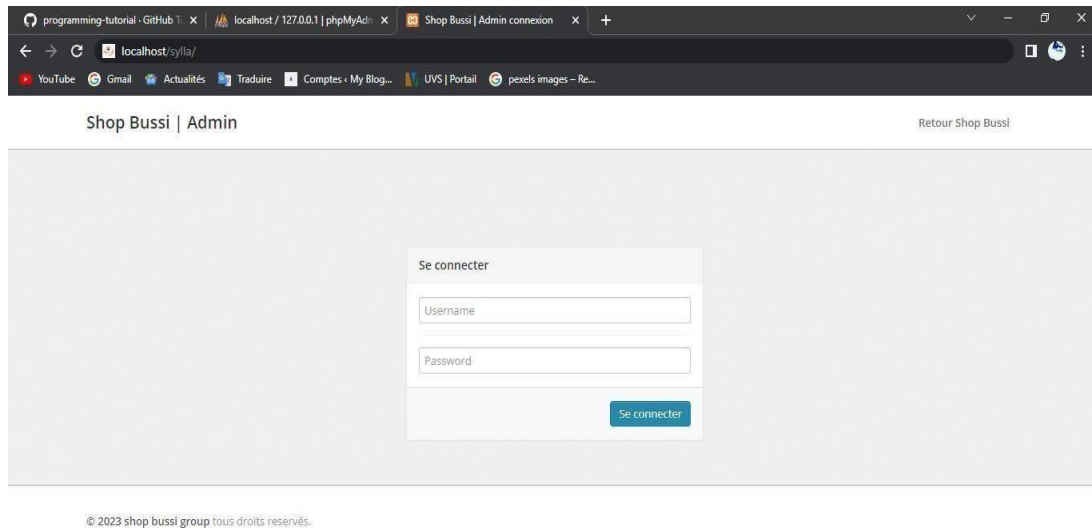 programming-tutorial · GitHub T
localhost / 127.0.0.1 | phpMyAdm
Shop Bussi | Admin connexion
localhost/sylla/
YouTube Gmail Actualités Traduire Comptes ‹ My Blog... UVS | Portail pexels images – Re...
Shop Bussi | Admin
Retour Shop Bussi
Se connecter
Username
Password
Se connecter
© 2023 shop bussi group tous droits reservés.